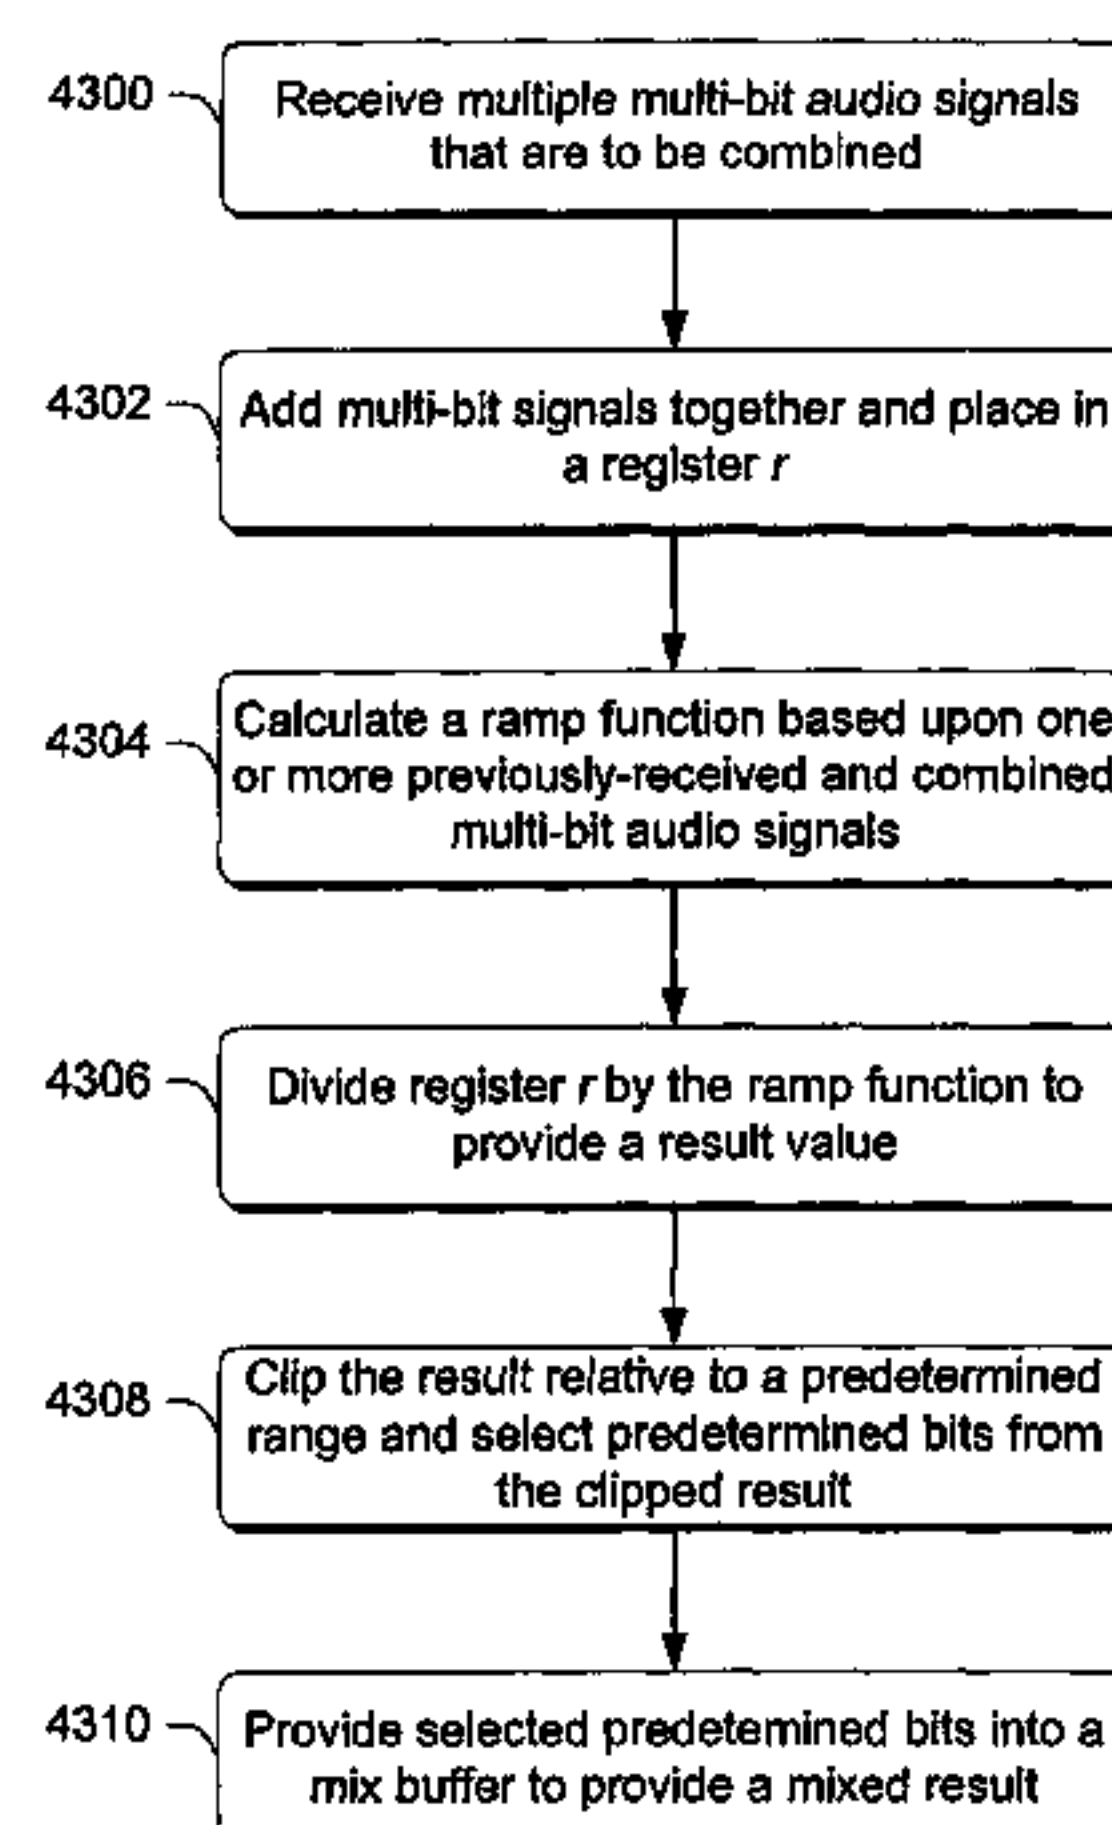 4300
Receive multiple multi-bit audio signals
that are to be combined
4302
Add multi-bit signals together and place in
a register r
4304
Calculate a ramp function based upon one
or more previously-received and combined
multi-bit audio signals
4306
Divide register r by the ramp function to
provide a result value
4308
Clip the result relative to a predetermined
range and select predetermined bits from
the clipped result
4310
Provide selected predetemined bits into a
mix buffer to provide a mixed result